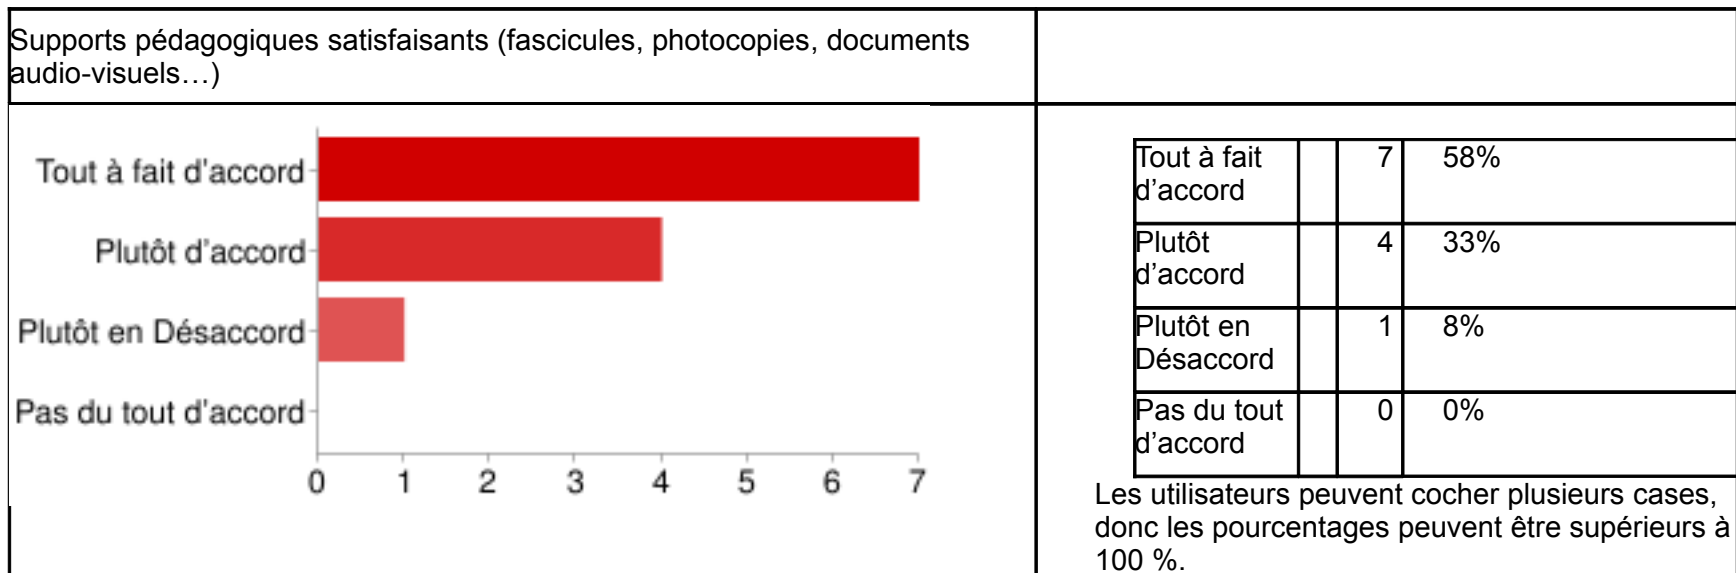 Supports pédagogiques satisfaisants (fascicules, photocopies, documents
audio-visuels…)
Tout à fait d'accord
Plutôt d'accord
Plutôt en Désaccord
Pas du tout d'accord
0 1 2 3 4 5 6 7
Tout à fait 7 58%
d’accord
Plutôt 4 33%
d’accord
Plutôt en 1 8%
Désaccord
Pas du tout 0 0%
d’accord
Les utilisateurs peuvent cocher plusieurs cases,
donc les pourcentages peuvent être supérieurs à
100 %.